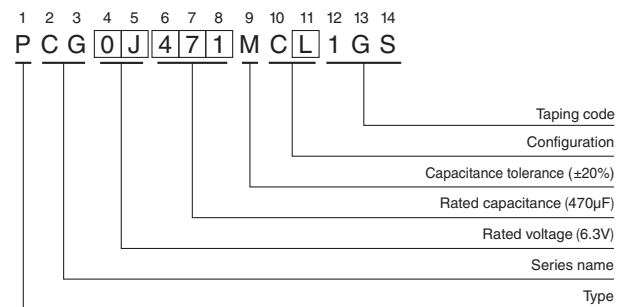 1 2 3 4 5 6 7 8 9 10 11 12 13 14
P C G 0 J 4 7 1 M C L 1 G S
Taping code
Configuration
Capacitance tolerance (±20%)
Rated capacitance (470µF)
Rated voltage (6.3V)
Series name
Type